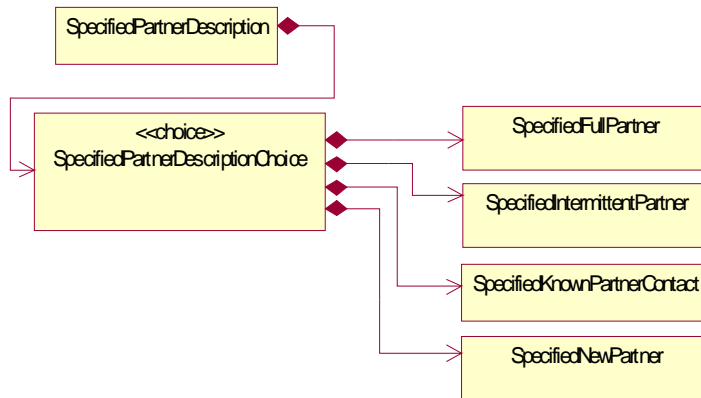 SpecifiedPartnerDescription
<<choice>>
SpecifiedPartnerDescriptionChoice
SpecifiedFullPartner
SpecifiedIntermittentPartner
SpecifiedKnownPartnerContact
SpecifiedNewPartner